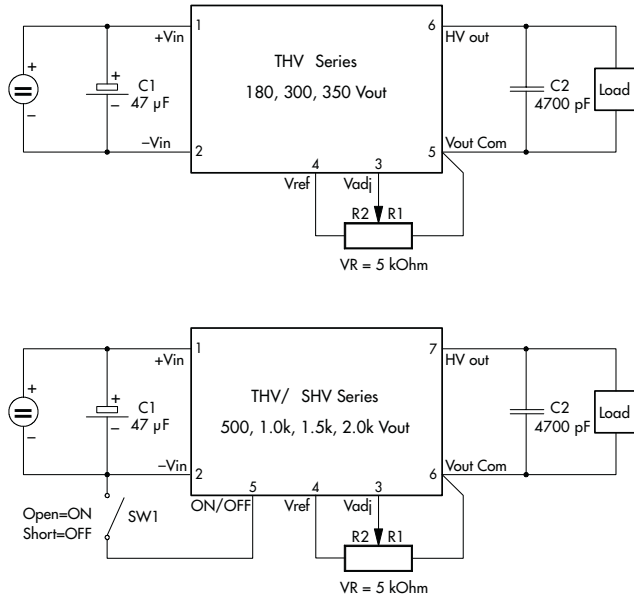 1
6
+Vin
HV out
THV Series
180, 300, 350 Vout
+
+
C1
47 µF
–
–
C2
4700 pF
Load
–Vin
Vout Com
2
5
4
3
Vref
Vadj
R2
R1
VR = 5 kOhm
1
7
+Vin
HV out
THV/ SHV Series
500, 1.0k, 1.5k, 2.0k Vout
+
+
C1
47 µF
–
–
C2
4700 pF
Load
–Vin
Vout Com
2
6
5
4
3
ON/OFF
Vref
Vadj
Open=ON
Short=OFF
SW1
R2
R1
VR = 5 kOhm